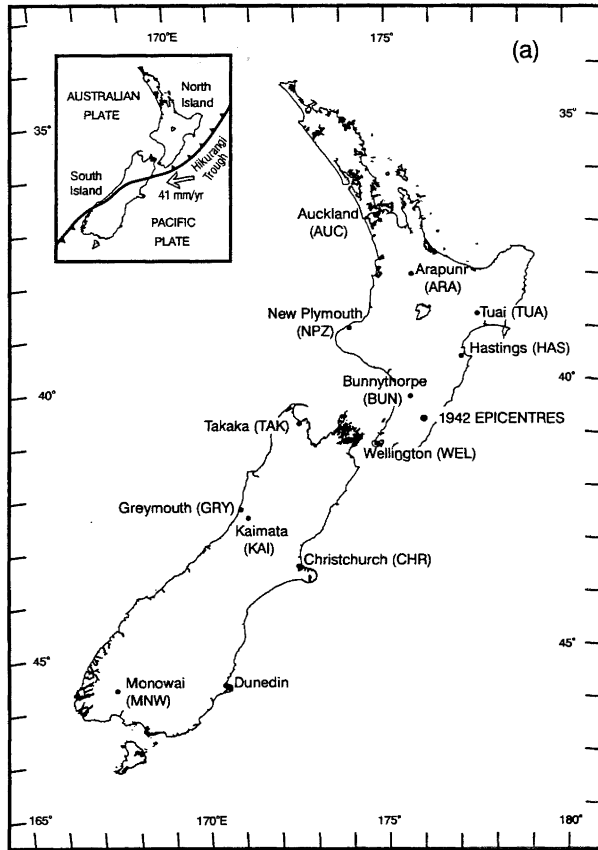 170°E
175°
(a)
AUSTRALIAN
PLATE
North
Island
35°
South
Island
Hikurangi
Trough
41 mm/yr
PACIFIC
PLATE
35°
Auckland
(AUC)
Arapunı
(ARA)
New Plymouth
(NPZ)
Tuai (TUA)
Hastings (HAS)
Bunnythorpe
(BUN)
40°
40°
1942 EPICENTRES
Takaka (TAK)
Wellington (WEL)
Greymouth (GRY)
Kaimata
(KAI)
Christchurch (CHR)
45°
45°
Monowai
(MNW)
Dunedin
165°
170°
175°
180°